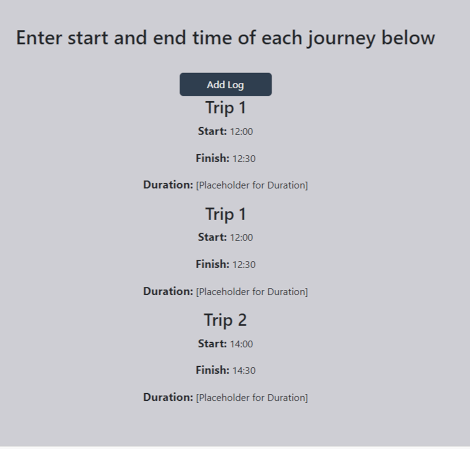 Enter start and end time of each journey below
Add Log
Trip 1
Start: 12:00
Finish: 12:30
Duration: [Placeholder for Duration]
Trip 1
Start: 12:00
Finish: 12:30
Duration: [Placeholder for Duration]
Trip 2
Start: 14:00
Finish: 14:30
Duration: [Placeholder for Duration]